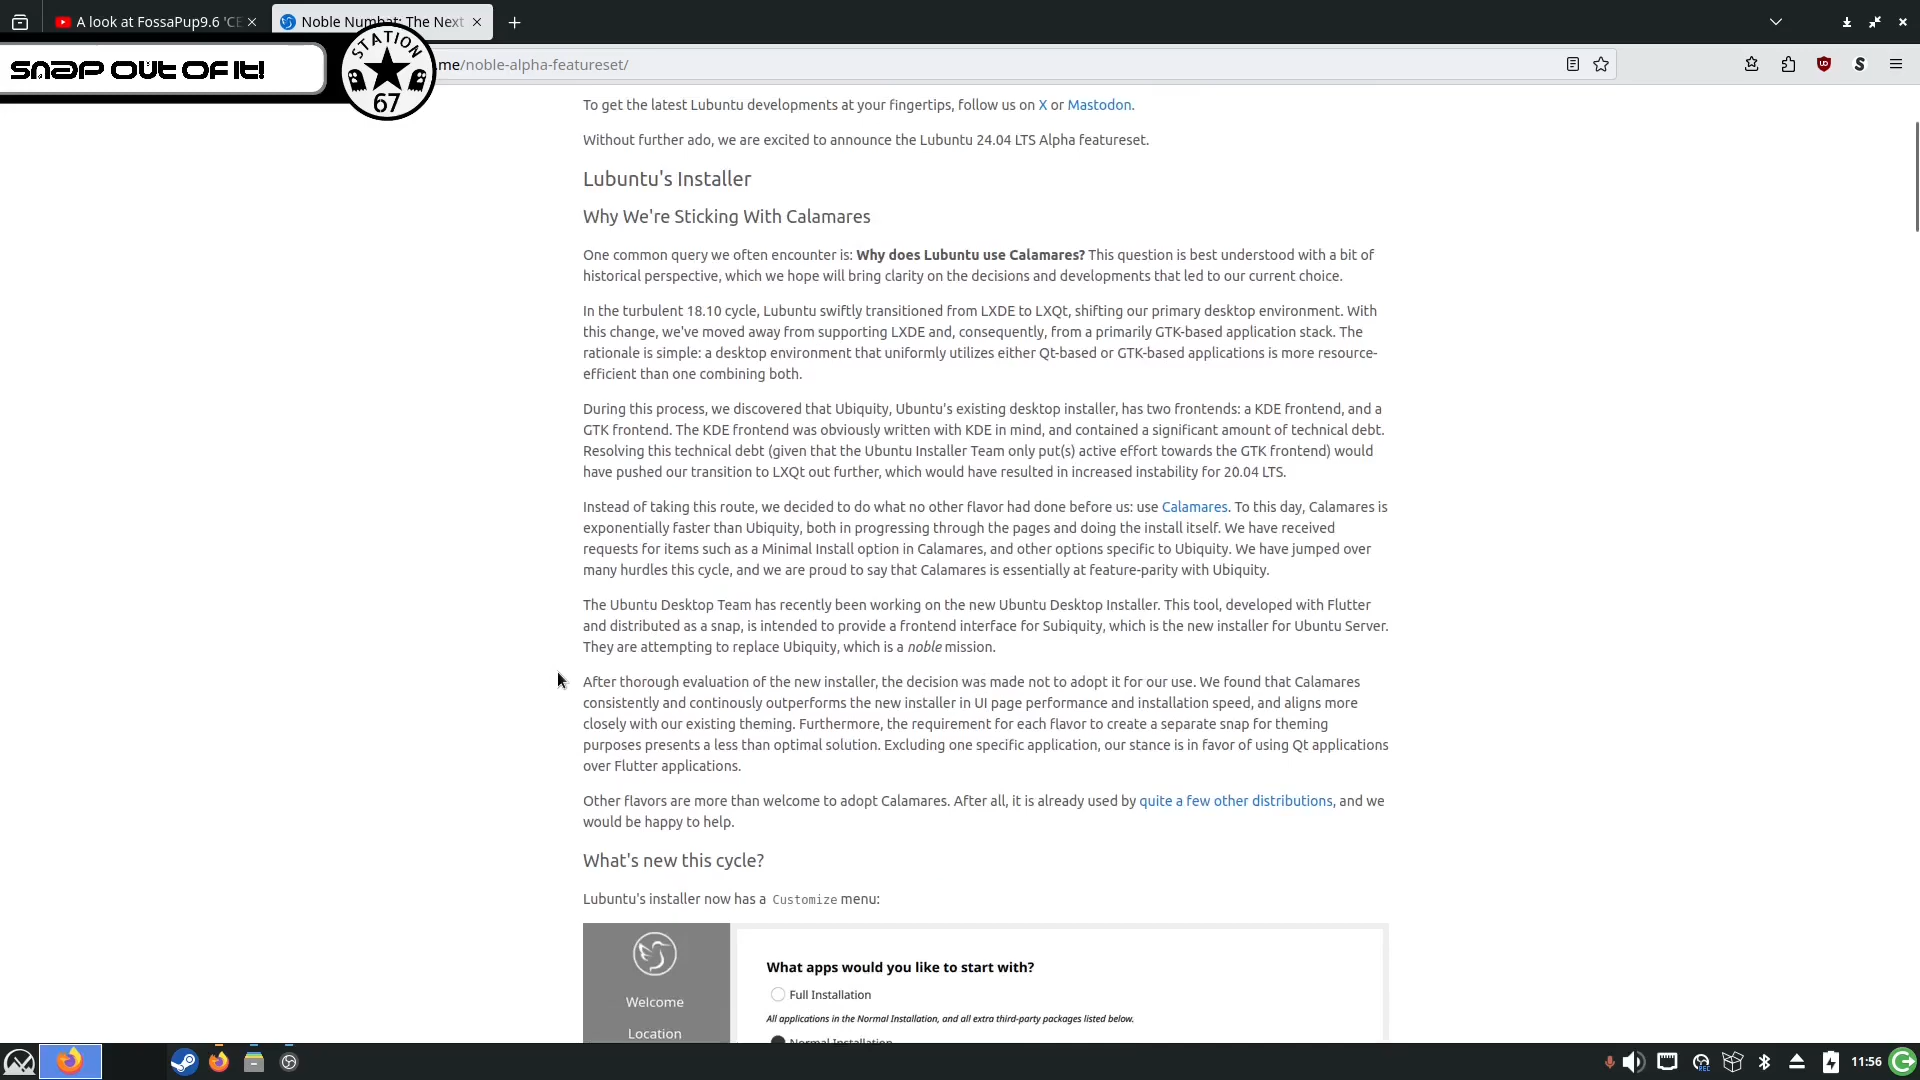 A look at FossaPup9.6 'CE
Noble Numbat: The Next
SNAP OUT OF IT!
STATION
67
.me/noble-alpha-featureset/
To get the latest Lubuntu developments at your fingertips, follow us on X or Mastodon.
Without further ado, we are excited to announce the Lubuntu 24.04 LTS Alpha featureset.
Lubuntu's Installer
Why We're Sticking With Calamares
One common query we often encounter is: Why does Lubuntu use Calamares? This question is best understood with a bit of
historical perspective, which we hope will bring clarity on the decisions and developments that led to our current choice.
In the turbulent 18.10 cycle, Lubuntu swiftly transitioned from LXDE to LXQt, shifting our primary desktop environment. With
this change, we've moved away from supporting LXDE and, consequently, from a primarily GTK-based application stack. The
rationale is simple: a desktop environment that uniformly utilizes either Qt-based or GTK-based applications is more resource-
efficient than one combining both.
During this process, we discovered that Ubiquity, Ubuntu's existing desktop installer, has two frontends: a KDE frontend, and a
GTK frontend. The KDE frontend was obviously written with KDE in mind, and contained a significant amount of technical debt.
Resolving this technical debt (given that the Ubuntu Installer Team only put(s) active effort towards the GTK frontend) would
have pushed our transition to LXQt out further, which would have resulted in increased instability for 20.04 LTS.
Instead of taking this route, we decided to do what no other flavor had done before us: use Calamares. To this day, Calamares is
exponentially faster than Ubiquity, both in progressing through the pages and doing the install itself. We have received
requests for items such as a Minimal Install option in Calamares, and other options specific to Ubiquity. We have jumped over
many hurdles this cycle, and we are proud to say that Calamares is essentially at feature-parity with Ubiquity.
The Ubuntu Desktop Team has recently been working on the new Ubuntu Desktop Installer. This tool, developed with Flutter
and distributed as a snap, is intended to provide a frontend interface for Subiquity, which is the new installer for Ubuntu Server.
They are attempting to replace Ubiquity, which is a noble mission.
After thorough evaluation of the new installer, the decision was made not to adopt it for our use. We found that Calamares
consistently and continously outperforms the new installer in UI page performance and installation speed, and aligns more
closely with our existing theming. Furthermore, the requirement for each flavor to create a separate snap for theming
purposes presents a less than optimal solution. Excluding one specific application, our stance is in favor of using Qt applications
over Flutter applications.
Other flavors are more than welcome to adopt Calamares. After all, it is already used by quite a few other distributions, and we
would be happy to help.
What's new this cycle?
Lubuntu's installer now has a Customize menu:
What apps would you like to start with?
Full Installation
Welcome
All applications in the Normal Installation, and all extra third-party packages listed below.
Location
Normal Installation
REC
11:56